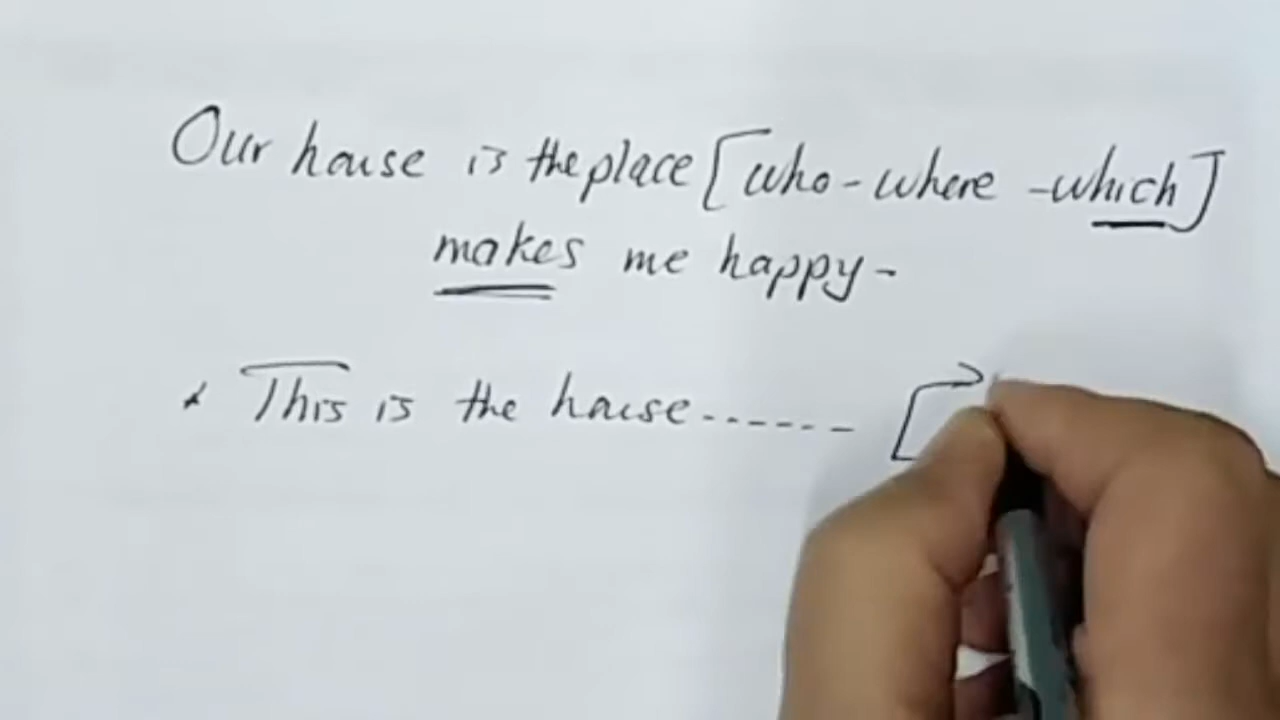 Our house is the place [who - where - which]
makes me happy -
* This is the house -------